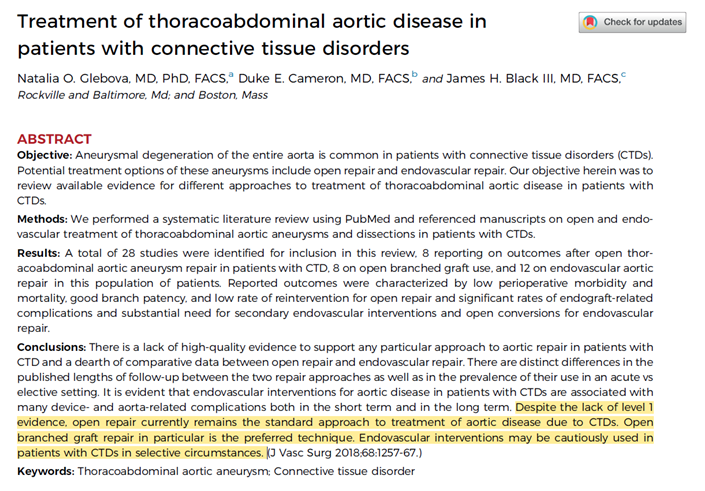 Treatment of thoracoabdominal aortic disease in
patients with connective tissue disorders
Check for updates
Natalia O. Glebova, MD, PhD, FACS,a Duke E. Cameron, MD, FACS,b and James H. Black III, MD, FACS,c
Rockville and Baltimore, Md; and Boston, Mass
ABSTRACT
Objective: Aneurysmal degeneration of the entire aorta is common in patients with connective tissue disorders (CTDs).
Potential treatment options of these aneurysms include open repair and endovascular repair. Our objective herein was to
review available evidence for different approaches to treatment of thoracoabdominal aortic disease in patients with
CTDs.
Methods: We performed a systematic literature review using PubMed and referenced manuscripts on open and endo-
vascular treatment of thoracoabdominal aortic aneurysms and dissections in patients with CTDs.
Results: A total of 28 studies were identified for inclusion in this review, 8 reporting on outcomes after open thor-
acoabdominal aortic aneurysm repair in patients with CTD, 8 on open branched graft use, and 12 on endovascular aortic
repair in this population of patients. Reported outcomes were characterized by low perioperative morbidity and
mortality, good branch patency, and low rate of reintervention for open repair and significant rates of endograft-related
complications and substantial need for secondary endovascular interventions and open conversions for endovascular
repair.
Conclusions: There is a lack of high-quality evidence to support any particular approach to aortic repair in patients with
CTD and a dearth of comparative data between open repair and endovascular repair. There are distinct differences in the
published lengths of follow-up between the two repair approaches as well as in the prevalence of their use in an acute vs
elective setting. It is evident that endovascular interventions for aortic disease in patients with CTDs are associated with
many device- and aorta-related complications both in the short term and in the long term. Despite the lack of level 1
evidence, open repair currently remains the standard approach to treatment of aortic disease due to CTDs. Open
branched graft repair in particular is the preferred technique. Endovascular interventions may be cautiously used in
patients with CTDs in selective circumstances. (J Vasc Surg 2018;68:1257-67.)
Keywords: Thoracoabdominal aortic aneurysm; Connective tissue disorder